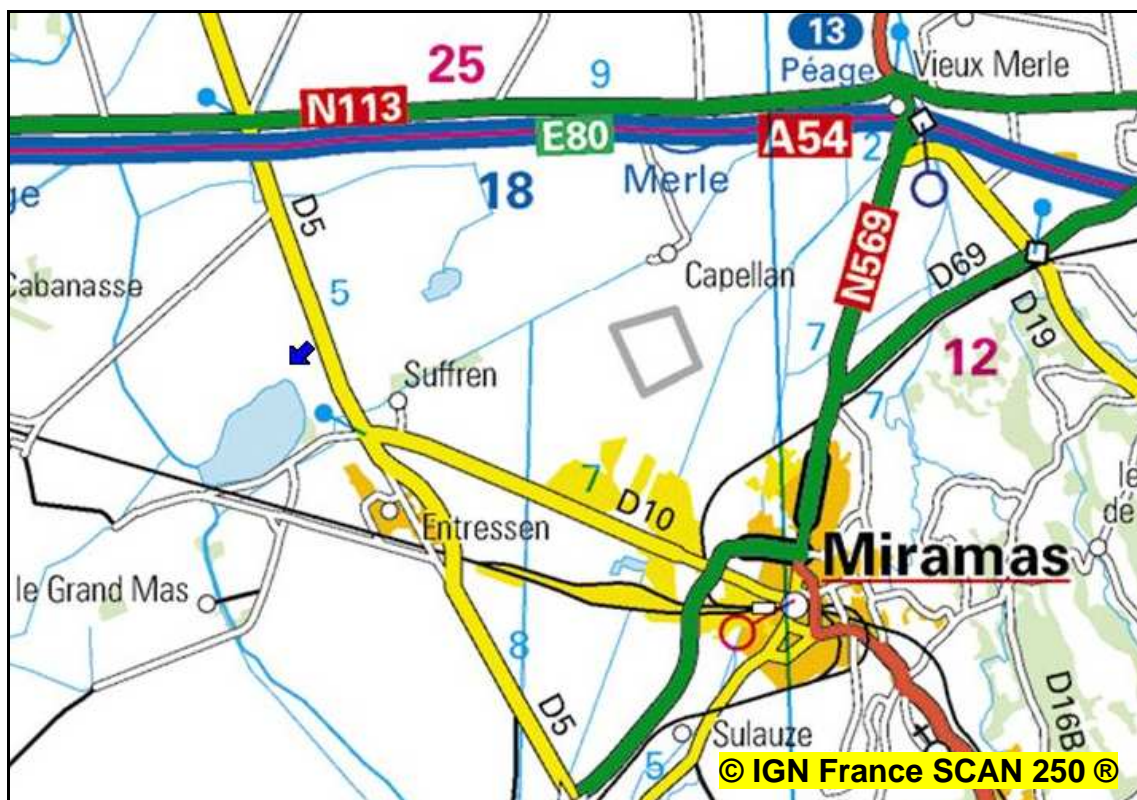 13
25
9
Péage
Vieux Merle
N113
E80
A54
2
18
Merle
ge
D5
N569
D69
Cabanasse
5
Capellan
7
D19
12
Suffren
7
7
D10
le
Entressen
de
Miramas
le Grand Mas
8
D5
D16B
Sulauze
5
© IGN France SCAN 250 ®